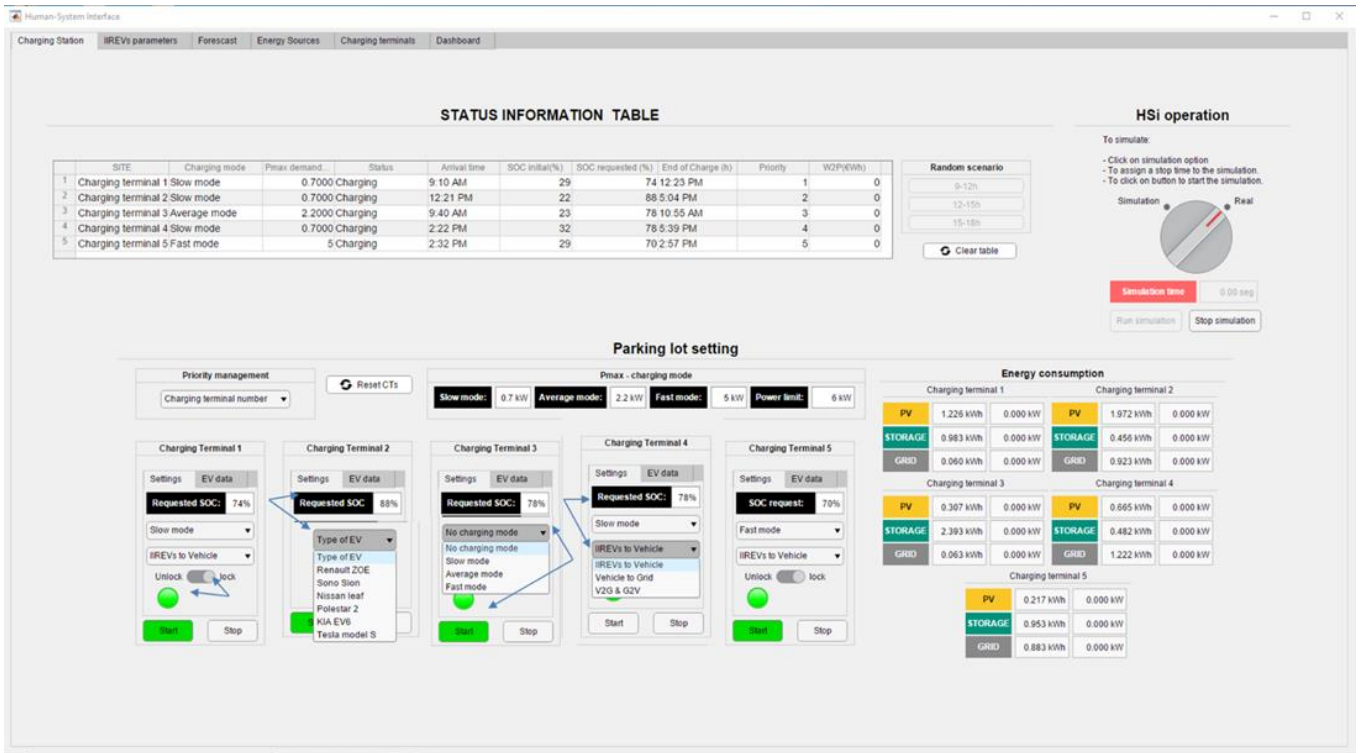 Human-System Interface
Charging Station IIREVs parameters Forescast Energy Sources Charging terminals Dashboard
STATUS INFORMATION TABLE
HSi operation
To simulate:
- Click on simulation option
- To assign a stop time to the simulation.
- To click on button to start the simulation.
Simulation Real
Simulation time 0.00 seg
Run simulation Stop simulation
SITE Charging mode Pmax demand... Status Arrival time SOC initial(%) SOC requested (%) End of Charge (h) Priority W2P(€Wh)
1 Charging terminal 1 Slow mode 0.7000 Charging 9:10 AM 29 74 12:23 PM 1 0
2 Charging terminal 2 Slow mode 0.7000 Charging 12:21 PM 22 88 5:04 PM 2 0
3 Charging terminal 3 Average mode 2.2000 Charging 9:40 AM 23 78 10:55 AM 3 0
4 Charging terminal 4 Slow mode 0.7000 Charging 2:22 PM 32 78 5:39 PM 4 0
5 Charging terminal 5 Fast mode 5 Charging 2:32 PM 29 70 2:57 PM 5 0
Random scenario
9-12h
12-15h
15-18h
Clear table
Parking lot setting
Priority management
Charging terminal number
Reset CTs
Pmax - charging mode
Slow mode: 0.7 kW Average mode: 2.2 kW Fast mode: 5 kW Power limit: 6 kW
Charging Terminal 1
Settings EV data
Requested SOC: 74%
Slow mode
IIREVs to Vehicle
Unlock lock
Start Stop
Charging Terminal 2
Settings EV data
Requested SOC 88%
Type of EV
Type of EV
Renault ZOE
Sono Sion
Nissan leaf
Polestar 2
KIA EV6
Tesla model S
Charging Terminal 3
Settings EV data
Requested SOC: 78%
No charging mode
No charging mode
Slow mode
Average mode
Fast mode
Start Stop
Charging Terminal 4
Settings EV data
Requested SOC: 78%
Slow mode
IIREVs to Vehicle
IIREVs to Vehicle
Vehicle to Grid
V2G & G2V
Start Stop
Charging Terminal 5
Settings EV data
SOC request: 70%
Fast mode
IIREVs to Vehicle
Unlock lock
Start Stop
Energy consumption
Charging terminal 1
PV 1.226 kWh 0.000 kW
STORAGE 0.983 kWh 0.000 kW
GRID 0.060 kWh 0.000 kW
Charging terminal 2
PV 1.972 kWh 0.000 kW
STORAGE 0.456 kWh 0.000 kW
GRID 0.923 kWh 0.000 kW
Charging terminal 3
PV 0.307 kWh 0.000 kW
STORAGE 2.393 kWh 0.000 kW
GRID 0.063 kWh 0.000 kW
Charging terminal 4
PV 0.665 kWh 0.000 kW
STORAGE 0.482 kWh 0.000 kW
GRID 1.222 kWh 0.000 kW
Charging terminal 5
PV 0.217 kWh 0.000 kW
STORAGE 0.953 kWh 0.000 kW
GRID 0.883 kWh 0.000 kW